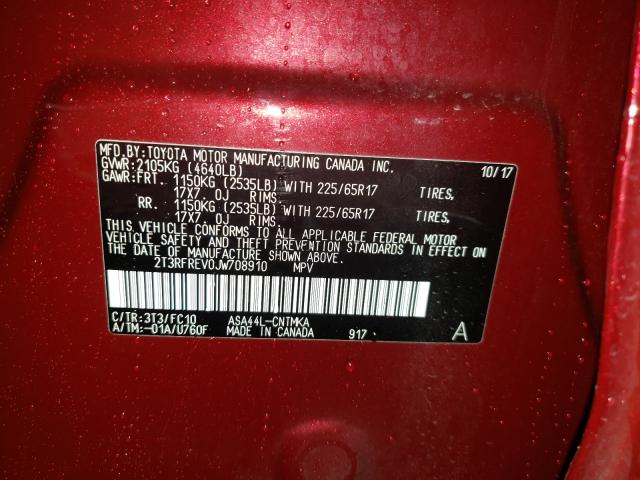 MFD.BY:TOYOTA MOTOR MANUFACTURING CANADA INC. 10/17
GVWR:2105KG (4640LB)
GAWR:FRT. 1150KG (2535LB) WITH 225/65R17 TIRES,
17X7.0J RIMS.
RR. 1150KG (2535LB) WITH 225/65R17 TIRES,
17X7.0J RIMS.
THIS VEHICLE CONFORMS TO ALL APPLICABLE FEDERAL MOTOR
VEHICLE SAFETY AND THEFT PREVENTION STANDARDS IN EFFECT ON
THE DATE OF MANUFACTURE SHOWN ABOVE.
2T3RFREV0JW708910 MPV
C/TR:3T3/FC10 ASA44L-CNTMKA
A/TM:-01A/U760F MADE IN CANADA 917 A